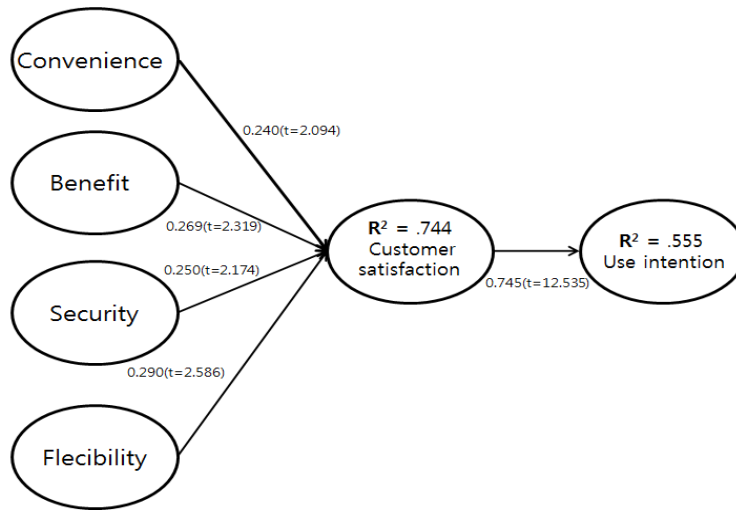 Convenience
0.240(t=2.094)
Benefit
0.269(t=2.319)
R² = .744
Customer
satisfaction
R² = .555
Use intention
0.250(t=2.174)
0.745(t=12.535)
Security
0.290(t=2.586)
Flecibility